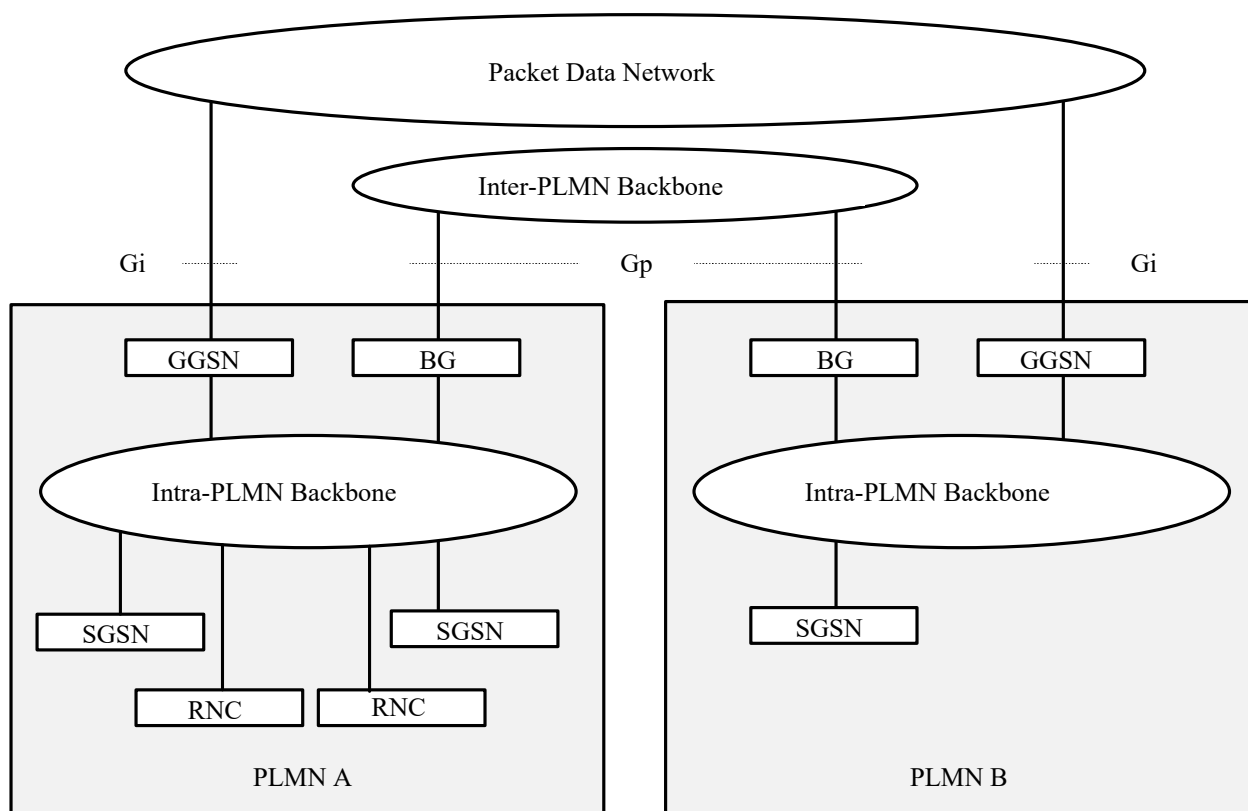 Packet Data Network
Inter-PLMN Backbone
Gi
Gp
Gi
GGSN
BG
BG
GGSN
Intra-PLMN Backbone
Intra-PLMN Backbone
SGSN
SGSN
SGSN
RNC
RNC
PLMN A
PLMN B